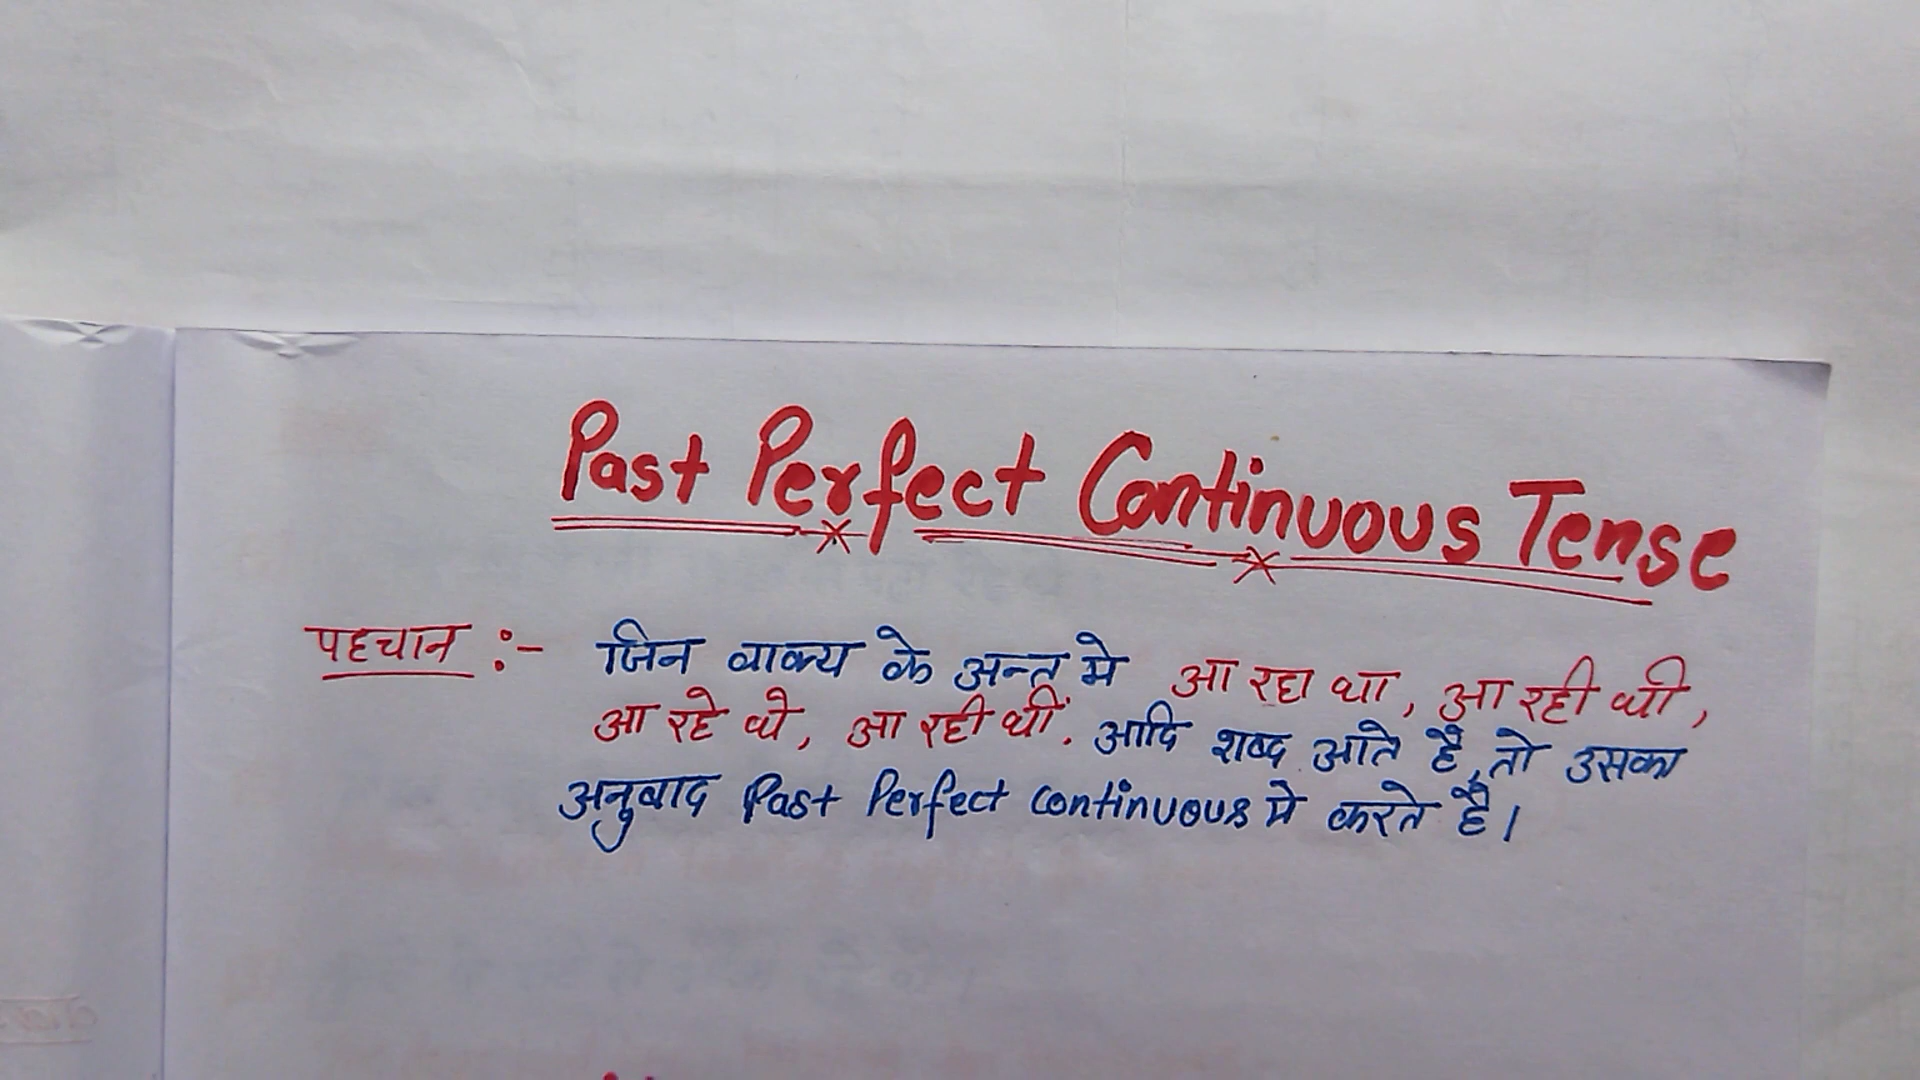 Past Perfect Continuous Tense
पहचान :- जिन वाक्य के अन्त मे आ रहा था, आ रही थी,
आ रहे थे, आ रही थीं. आदि शब्द आते है, तो उसका
अनुवाद Past Perfect Continuous मे करते है।